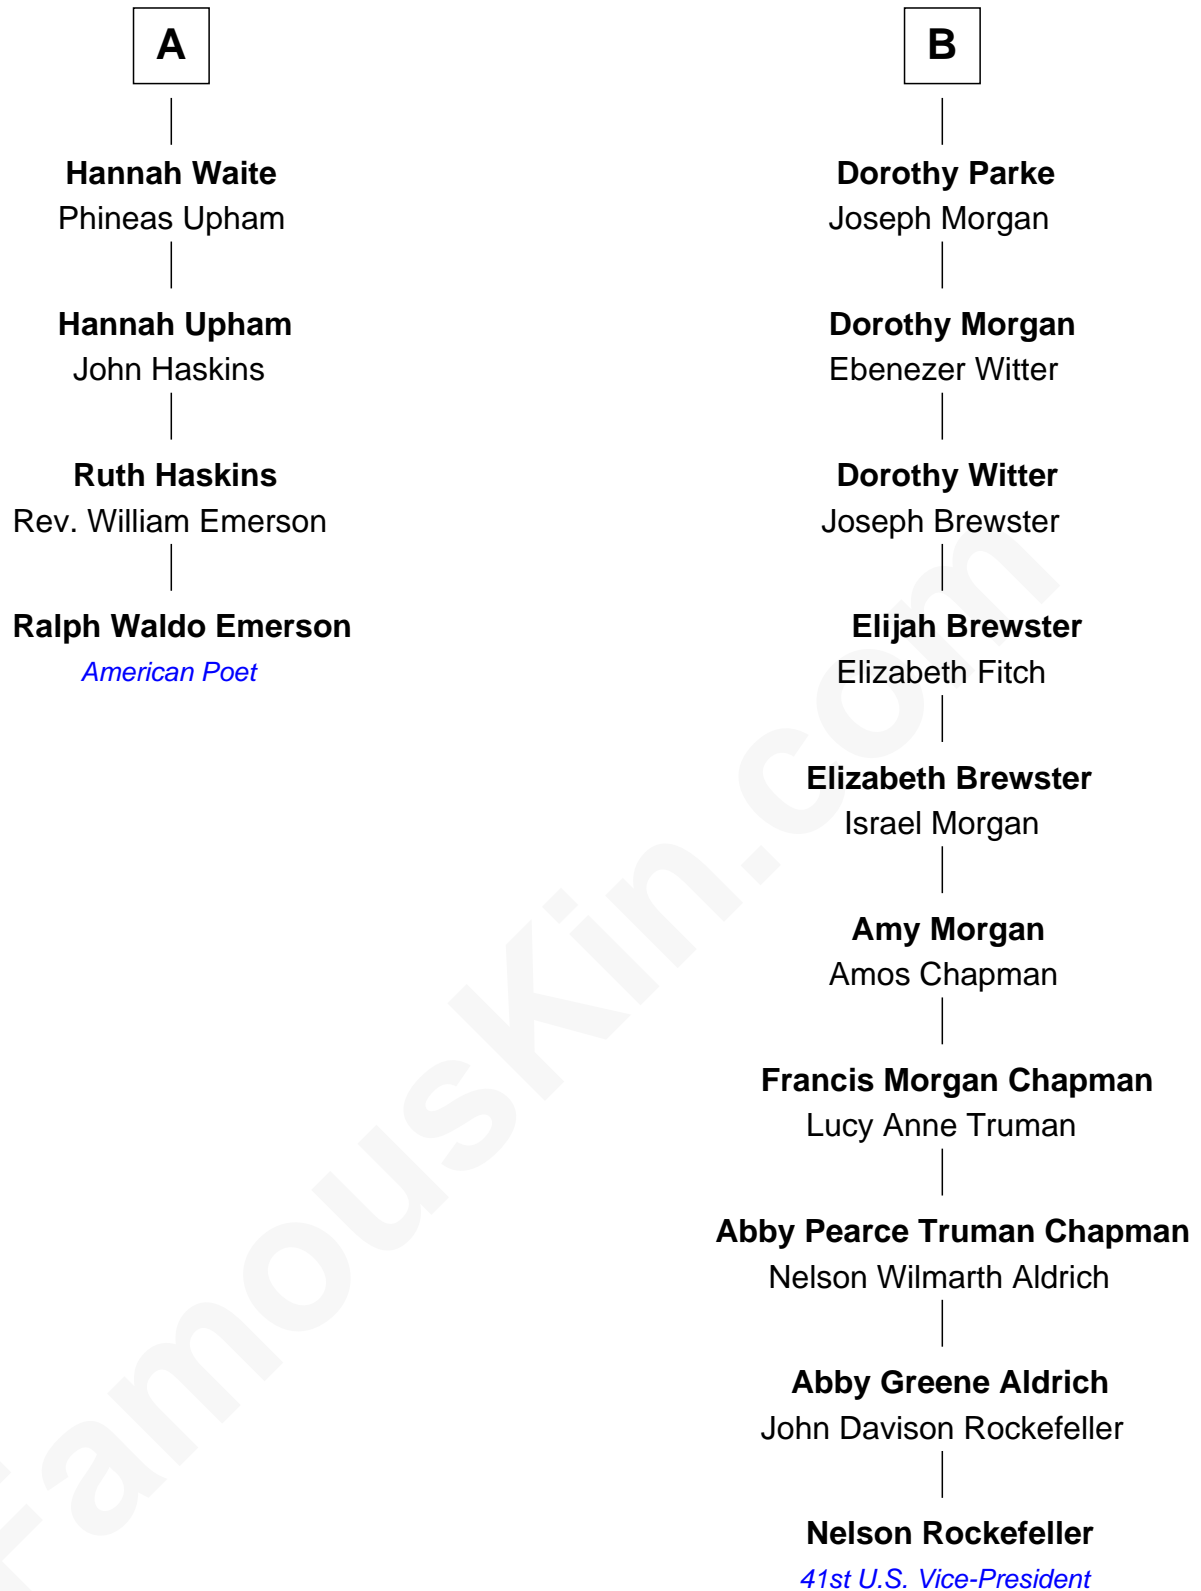 A
Hannah Waite
Phineas Upham
Hannah Upham
John Haskins
Ruth Haskins
Rev. William Emerson
Ralph Waldo Emerson
American Poet
B
Dorothy Parke
Joseph Morgan
Dorothy Morgan
Ebenezer Witter
Dorothy Witter
Joseph Brewster
Elijah Brewster
Elizabeth Fitch
Elizabeth Brewster
Israel Morgan
Amy Morgan
Amos Chapman
Francis Morgan Chapman
Lucy Anne Truman
Abby Pearce Truman Chapman
Nelson Wilmarth Aldrich
Abby Greene Aldrich
John Davison Rockefeller
Nelson Rockefeller
41st U.S. Vice-President
FamousKin.com